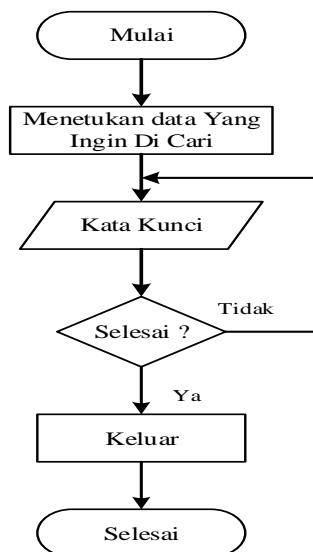 Mulai
Menetukan data Yang
Ingin Di Cari
Kata Kunci
Selesai ?
Tidak
Ya
Keluar
Selesai